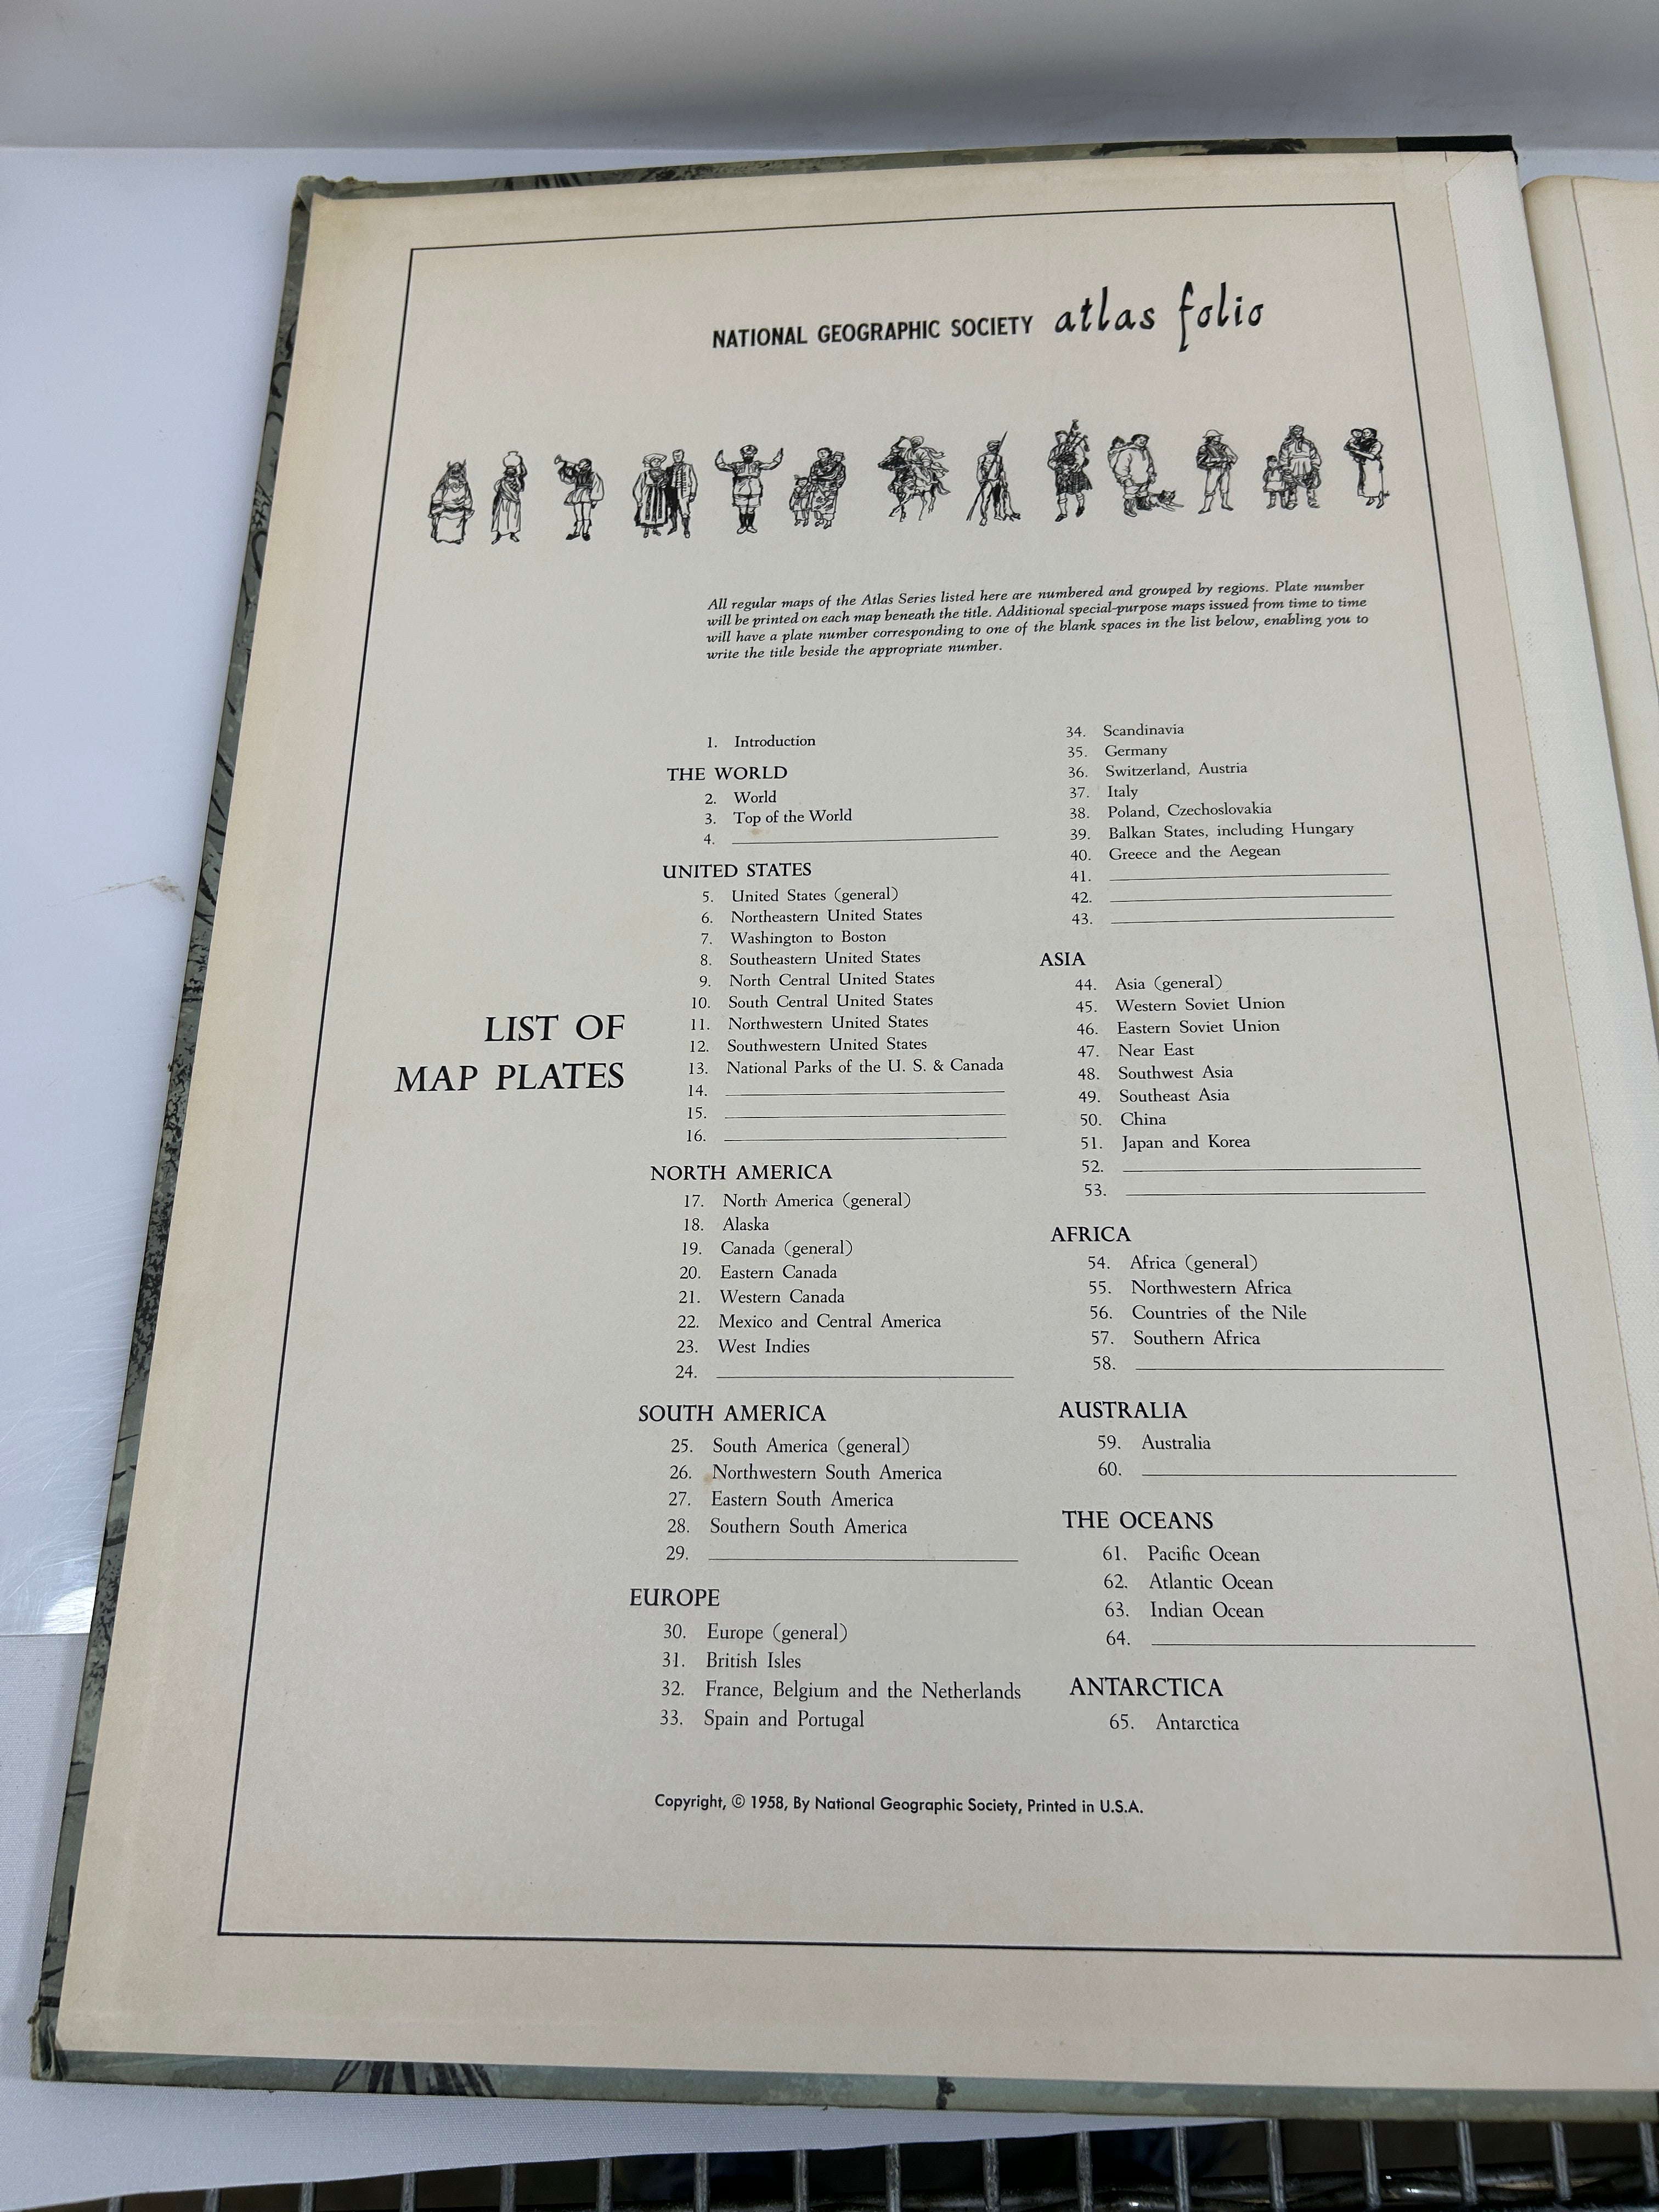 NATIONAL GEOGRAPHIC SOCIETY atlas folio
All regular maps of the Atlas Series listed here are numbered and grouped by regions. Plate number
will be printed on each map beneath the title. Additional special-purpose maps issued from time to time
will have a plate number corresponding to one of the blank spaces in the list below, enabling you to
write the title beside the appropriate number.
LIST OF
MAP PLATES
1. Introduction
THE WORLD
2. World
3. Top of the World
4.
UNITED STATES
5. United States (general)
6. Northeastern United States
7. Washington to Boston
8. Southeastern United States
9. North Central United States
10. South Central United States
11. Northwestern United States
12. Southwestern United States
13. National Parks of the U. S. & Canada
14.
15.
16.
NORTH AMERICA
17. North America (general)
18. Alaska
19. Canada (general)
20. Eastern Canada
21. Western Canada
22. Mexico and Central America
23. West Indies
24.
SOUTH AMERICA
25. South America (general)
26. Northwestern South America
27. Eastern South America
28. Southern South America
29.
EUROPE
30. Europe (general)
31. British Isles
32. France, Belgium and the Netherlands
33. Spain and Portugal
34. Scandinavia
35. Germany
36. Switzerland, Austria
37. Italy
38. Poland, Czechoslovakia
39. Balkan States, including Hungary
40. Greece and the Aegean
41.
42.
43.
ASIA
44. Asia (general)
45. Western Soviet Union
46. Eastern Soviet Union
47. Near East
48. Southwest Asia
49. Southeast Asia
50. China
51. Japan and Korea
52.
53.
AFRICA
54. Africa (general)
55. Northwestern Africa
56. Countries of the Nile
57. Southern Africa
58.
AUSTRALIA
59. Australia
60.
THE OCEANS
61. Pacific Ocean
62. Atlantic Ocean
63. Indian Ocean
64.
ANTARCTICA
65. Antarctica
Copyright, © 1958, By National Geographic Society, Printed in U.S.A.